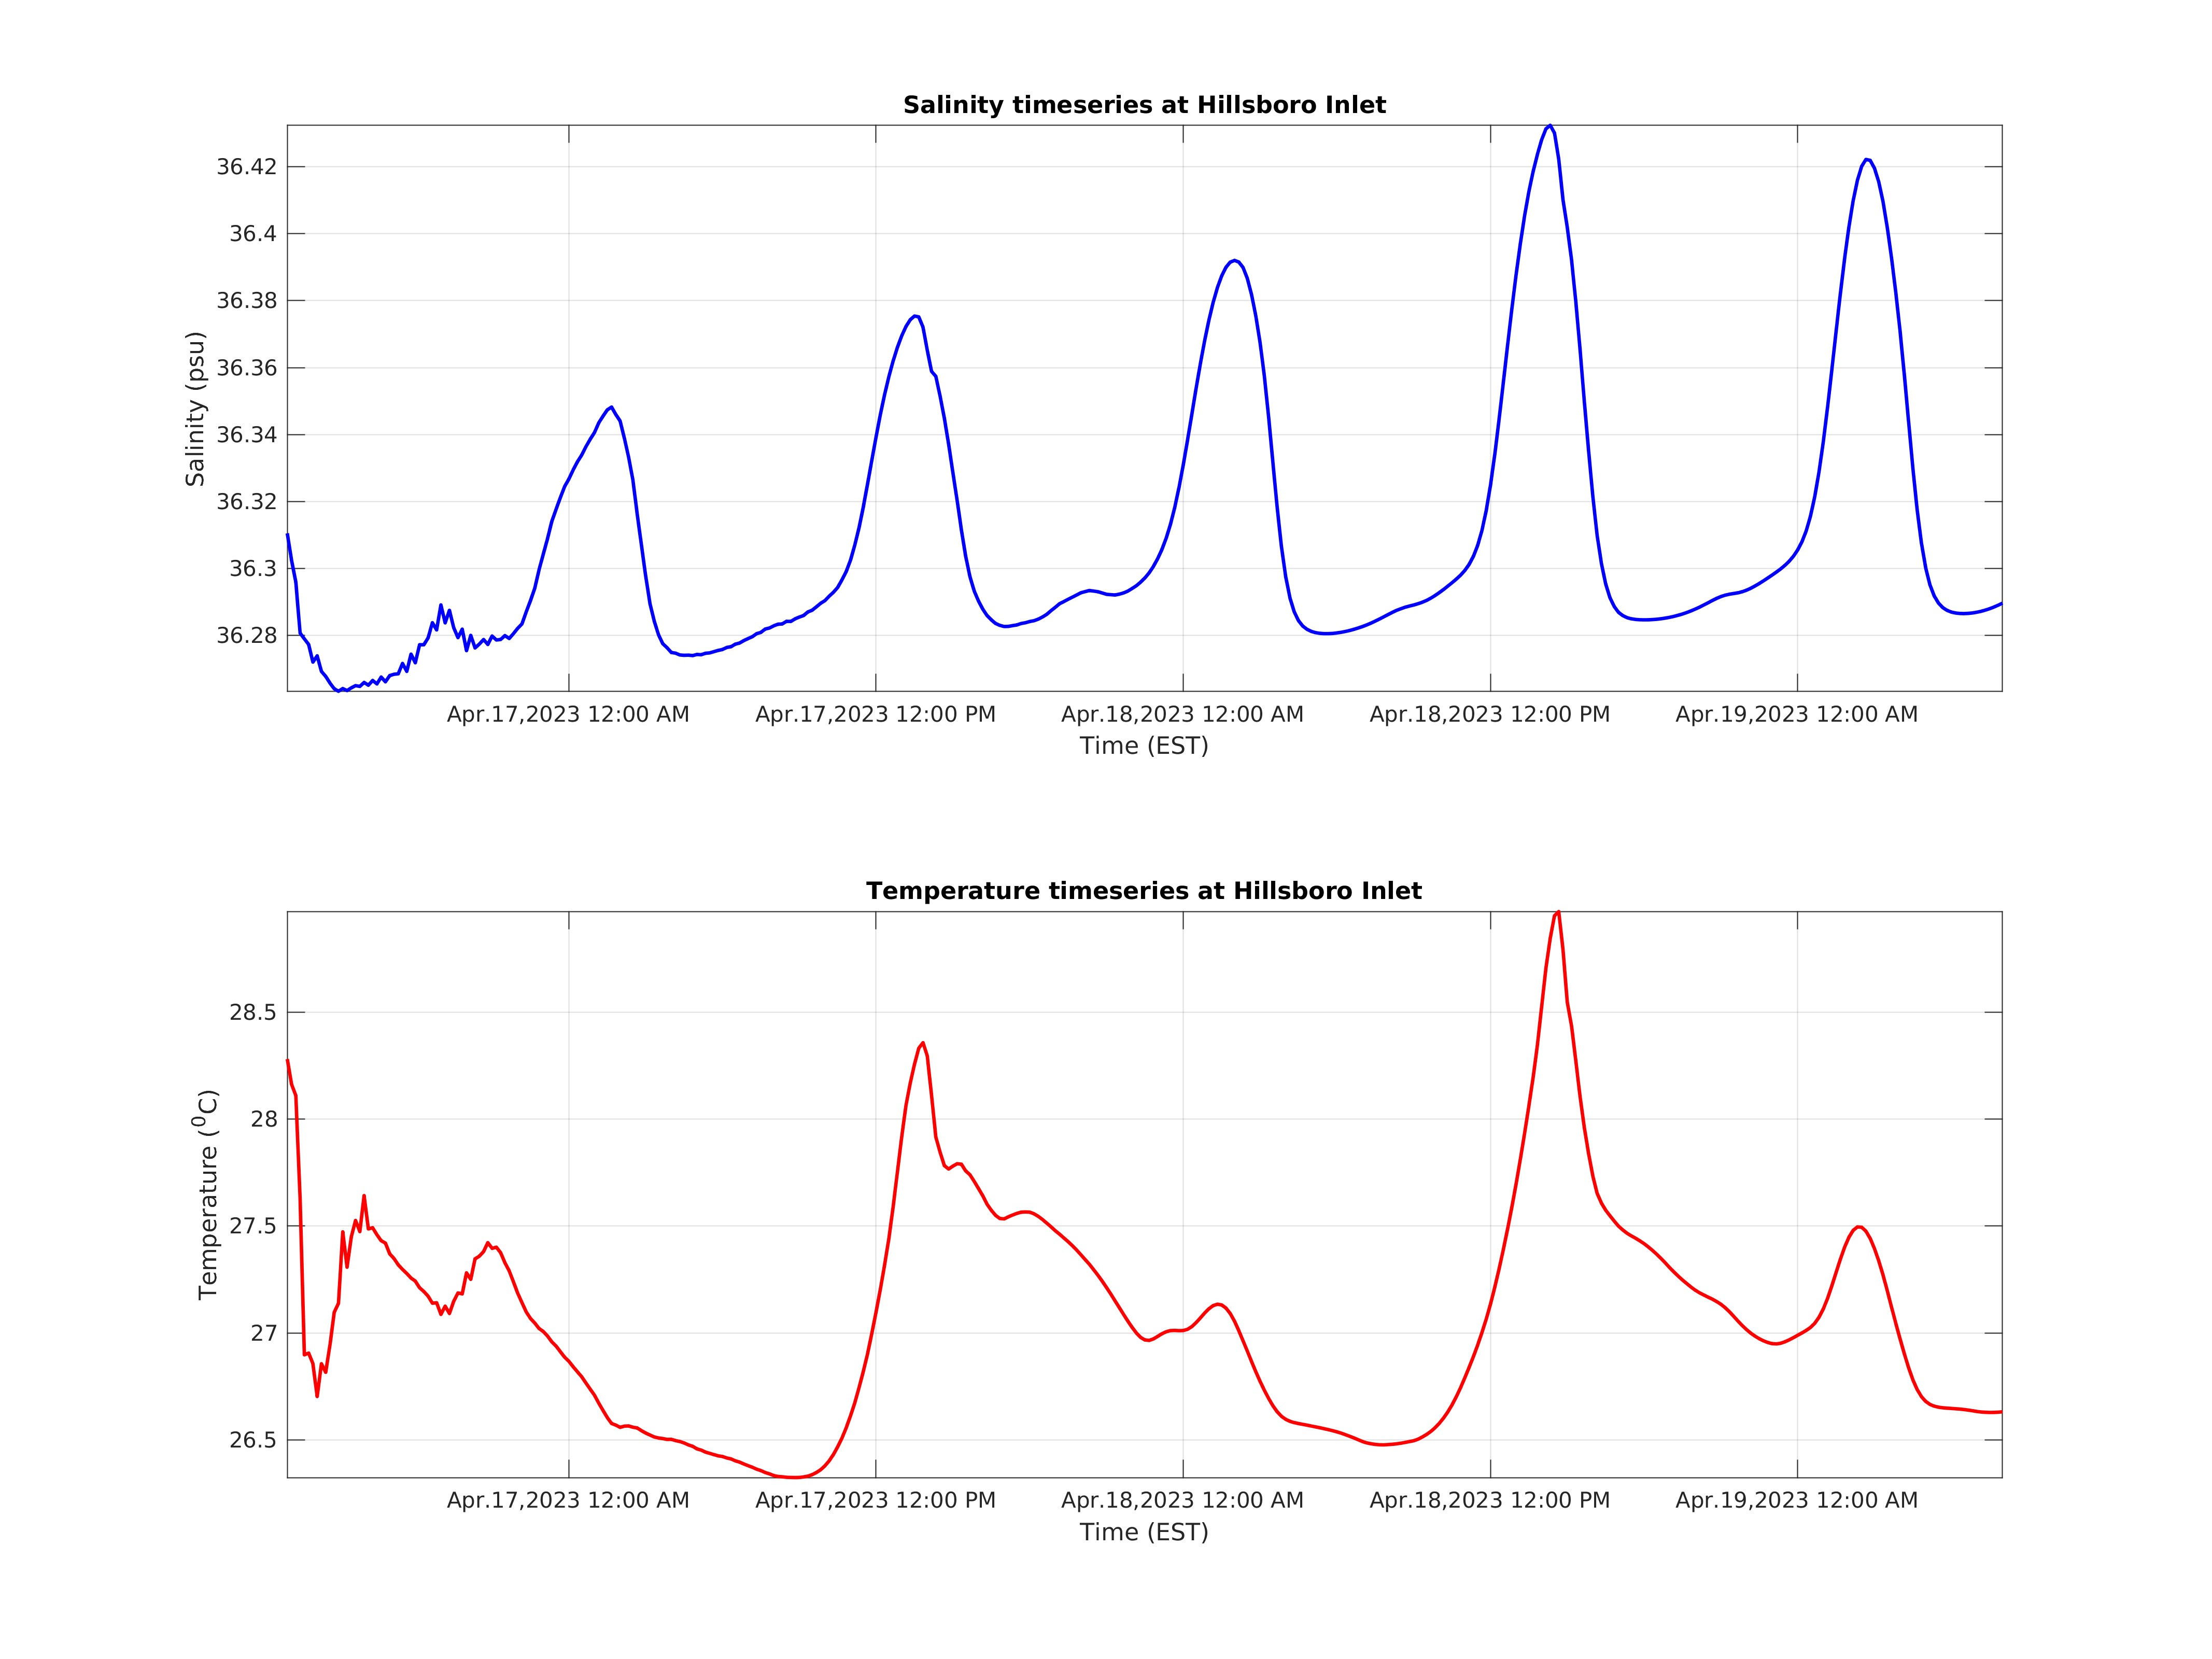 Salinity timeseries at Hillsboro Inlet
36.42
36.4
36.38
36.36
36.34
36.32
36.3
36.28
Salinity (psu)
Apr.17,2023 12:00 AM
Apr.17,2023 12:00 PM
Apr.18,2023 12:00 AM
Apr.18,2023 12:00 PM
Apr.19,2023 12:00 AM
Time (EST)
Temperature timeseries at Hillsboro Inlet
28.5
28
27.5
27
26.5
Temperature (⁰C)
Apr.17,2023 12:00 AM
Apr.17,2023 12:00 PM
Apr.18,2023 12:00 AM
Apr.18,2023 12:00 PM
Apr.19,2023 12:00 AM
Time (EST)